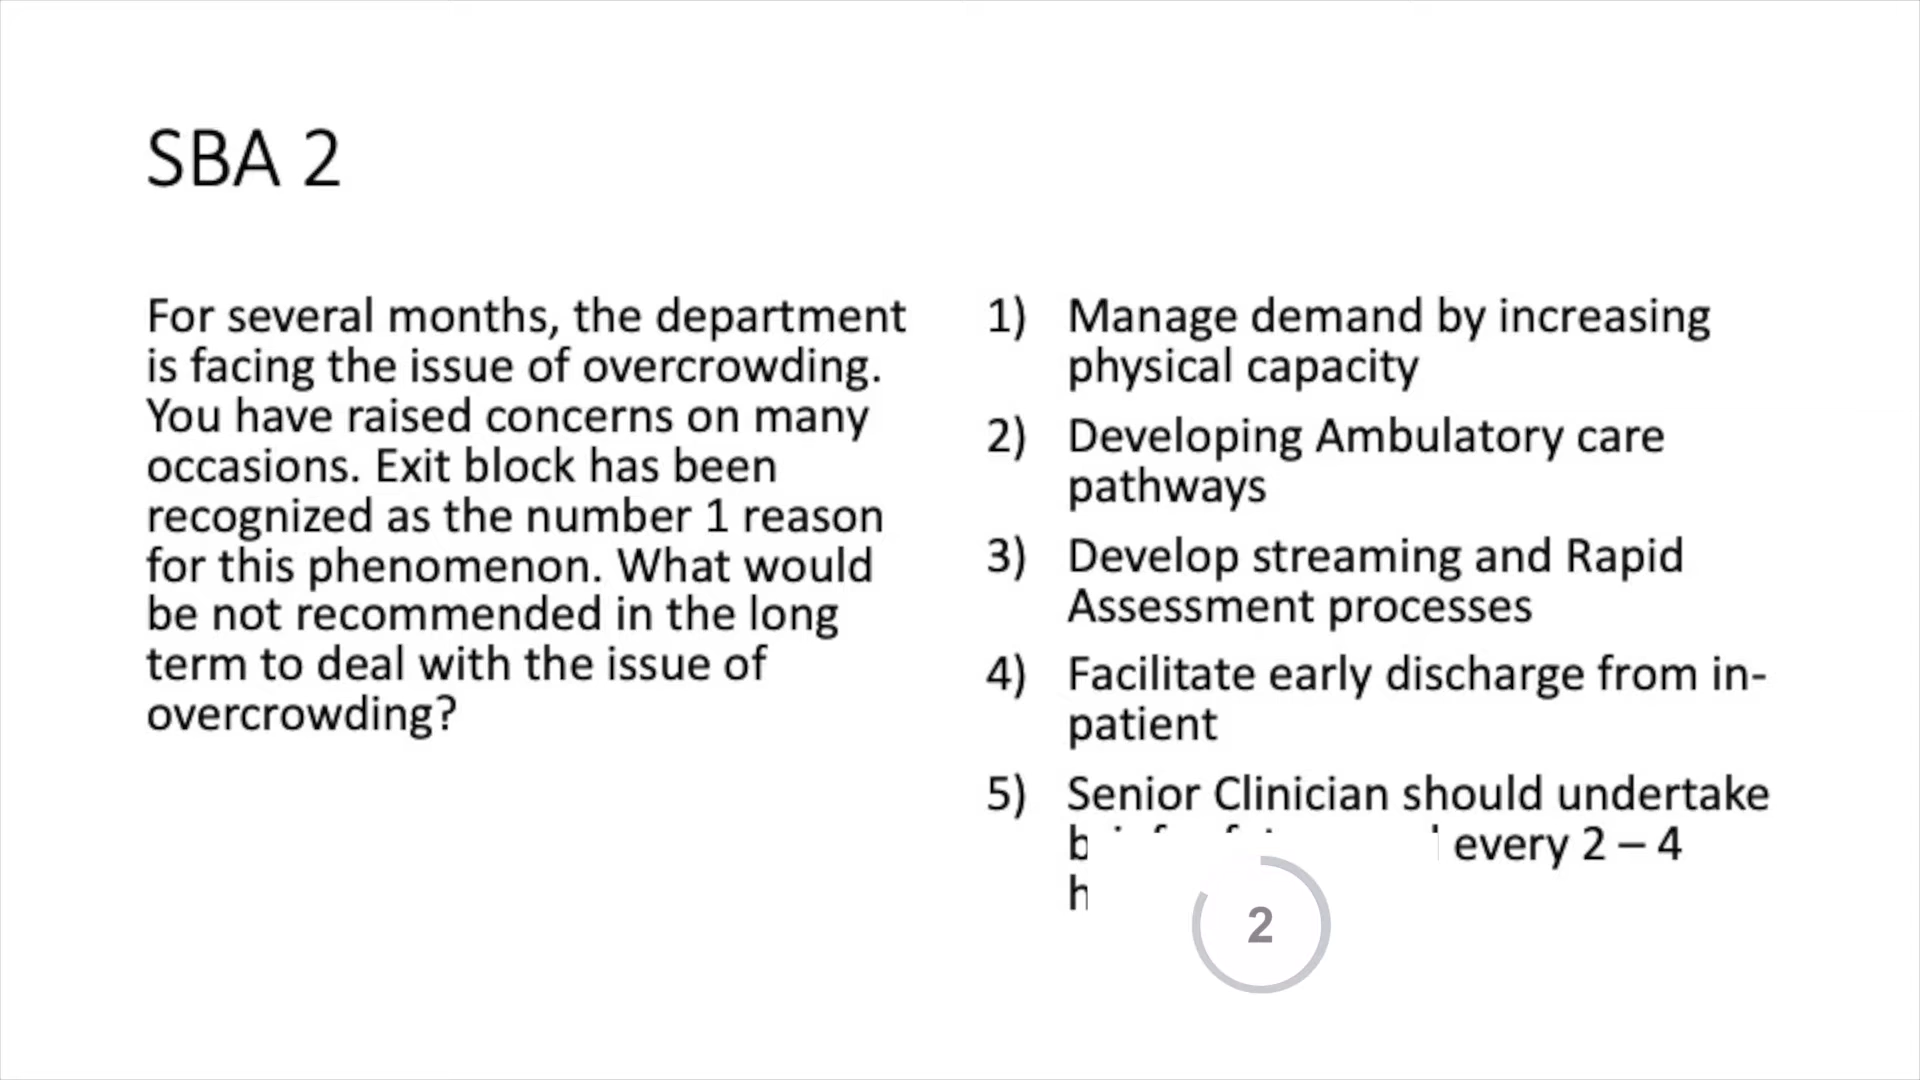 SBA 2
For several months, the department
is facing the issue of overcrowding.
You have raised concerns on many
occasions. Exit block has been
recognized as the number 1 reason
for this phenomenon. What would
be not recommended in the long
term to deal with the issue of
overcrowding?
1) Manage demand by increasing
physical capacity
2) Developing Ambulatory care
pathways
3) Develop streaming and Rapid
Assessment processes
4) Facilitate early discharge from in-
patient
5) Senior Clinician should undertake
every 2 – 4
2